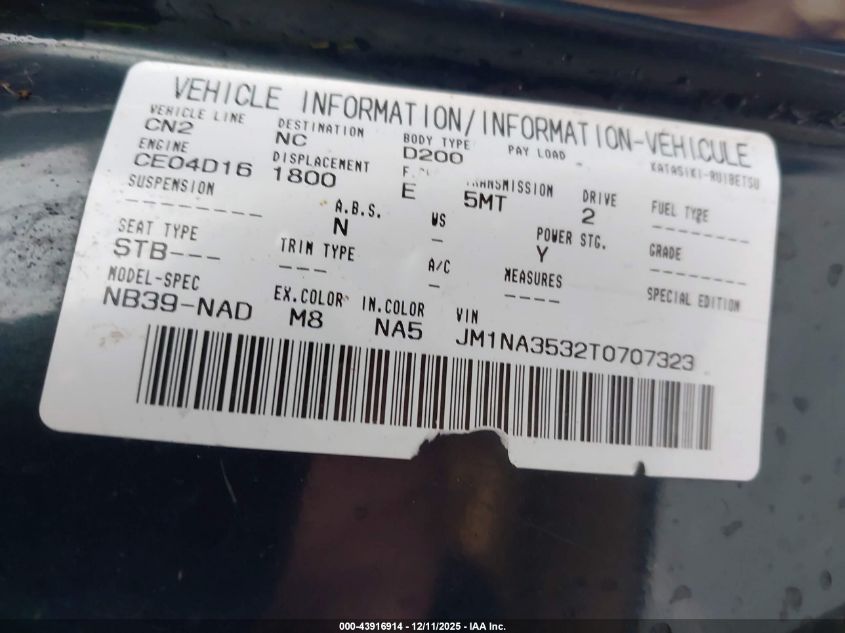 VEHICLE INFORMATION/INFORMATION-VEHICULE
VEHICLE LINE DESTINATION BODY TYPE PAY LOAD KATASIKI-RUIBETSU
CN2 NC D200
ENGINE DISPLACEMENT TRANSMISSION DRIVE FUEL TYPE
CE04D16 1800 E 5MT 2 --------
SUSPENSION A.B.S. WS POWER STG. GRADE
--------- N - Y --------
SEAT TYPE TRIM TYPE A/C MEASURES SPECIAL EDITION
STB--- --- - ----
MODEL-SPEC EX.COLOR IN.COLOR VIN
NB39-NAD M8 NA5 JM1NA3532T0707323
000-43916914 - 12/11/2025 - IAA Inc.